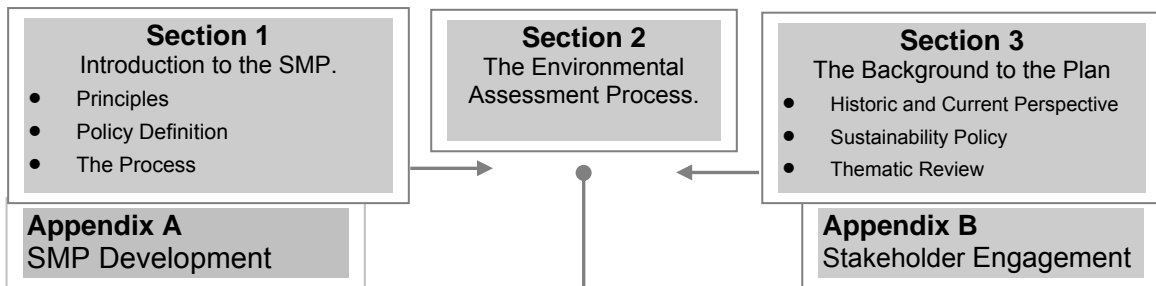 Section 1
Introduction to the SMP.
• Principles
• Policy Definition
• The Process
Appendix A
SMP Development
Section 2
The Environmental
Assessment Process.
Section 3
The Background to the Plan
• Historic and Current Perspective
• Sustainability Policy
• Thematic Review
Appendix B
Stakeholder Engagement